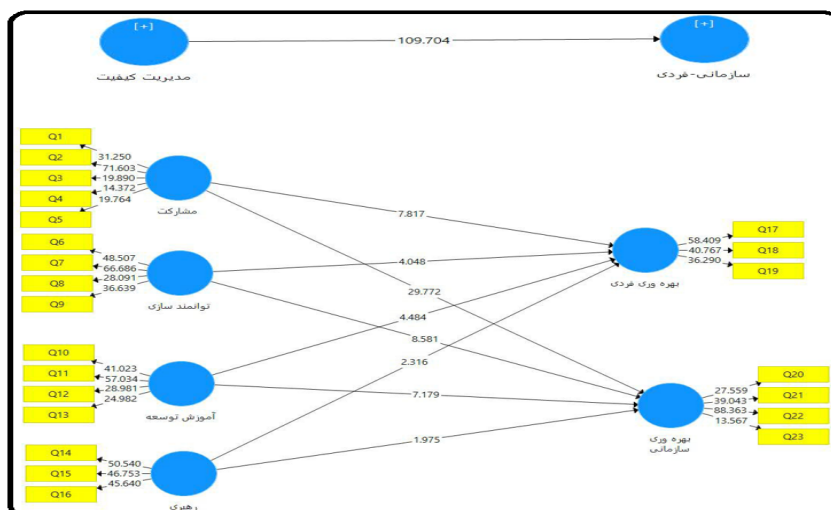 [+]
[+]
109.704
مدیریت کیفیت
سازمانی-فردی
Q1
Q2
Q3
Q4
Q5
31.250
71.603
19.890
14.372
19.764
مشارکت
Q6
Q7
Q8
Q9
48.507
66.686
28.091
36.639
توانمند سازی
Q10
Q11
Q12
Q13
41.023
57.034
28.981
24.982
آموزش توسعه
Q14
Q15
Q16
50.540
46.753
45.640
رهبری
7.817
4.048
29.772
4.484
8.581
2.316
7.179
1.975
بهره وری فردی
58.409
40.767
36.290
Q17
Q18
Q19
بهره وری
سازمانی
27.559
39.043
88.363
13.567
Q20
Q21
Q22
Q23